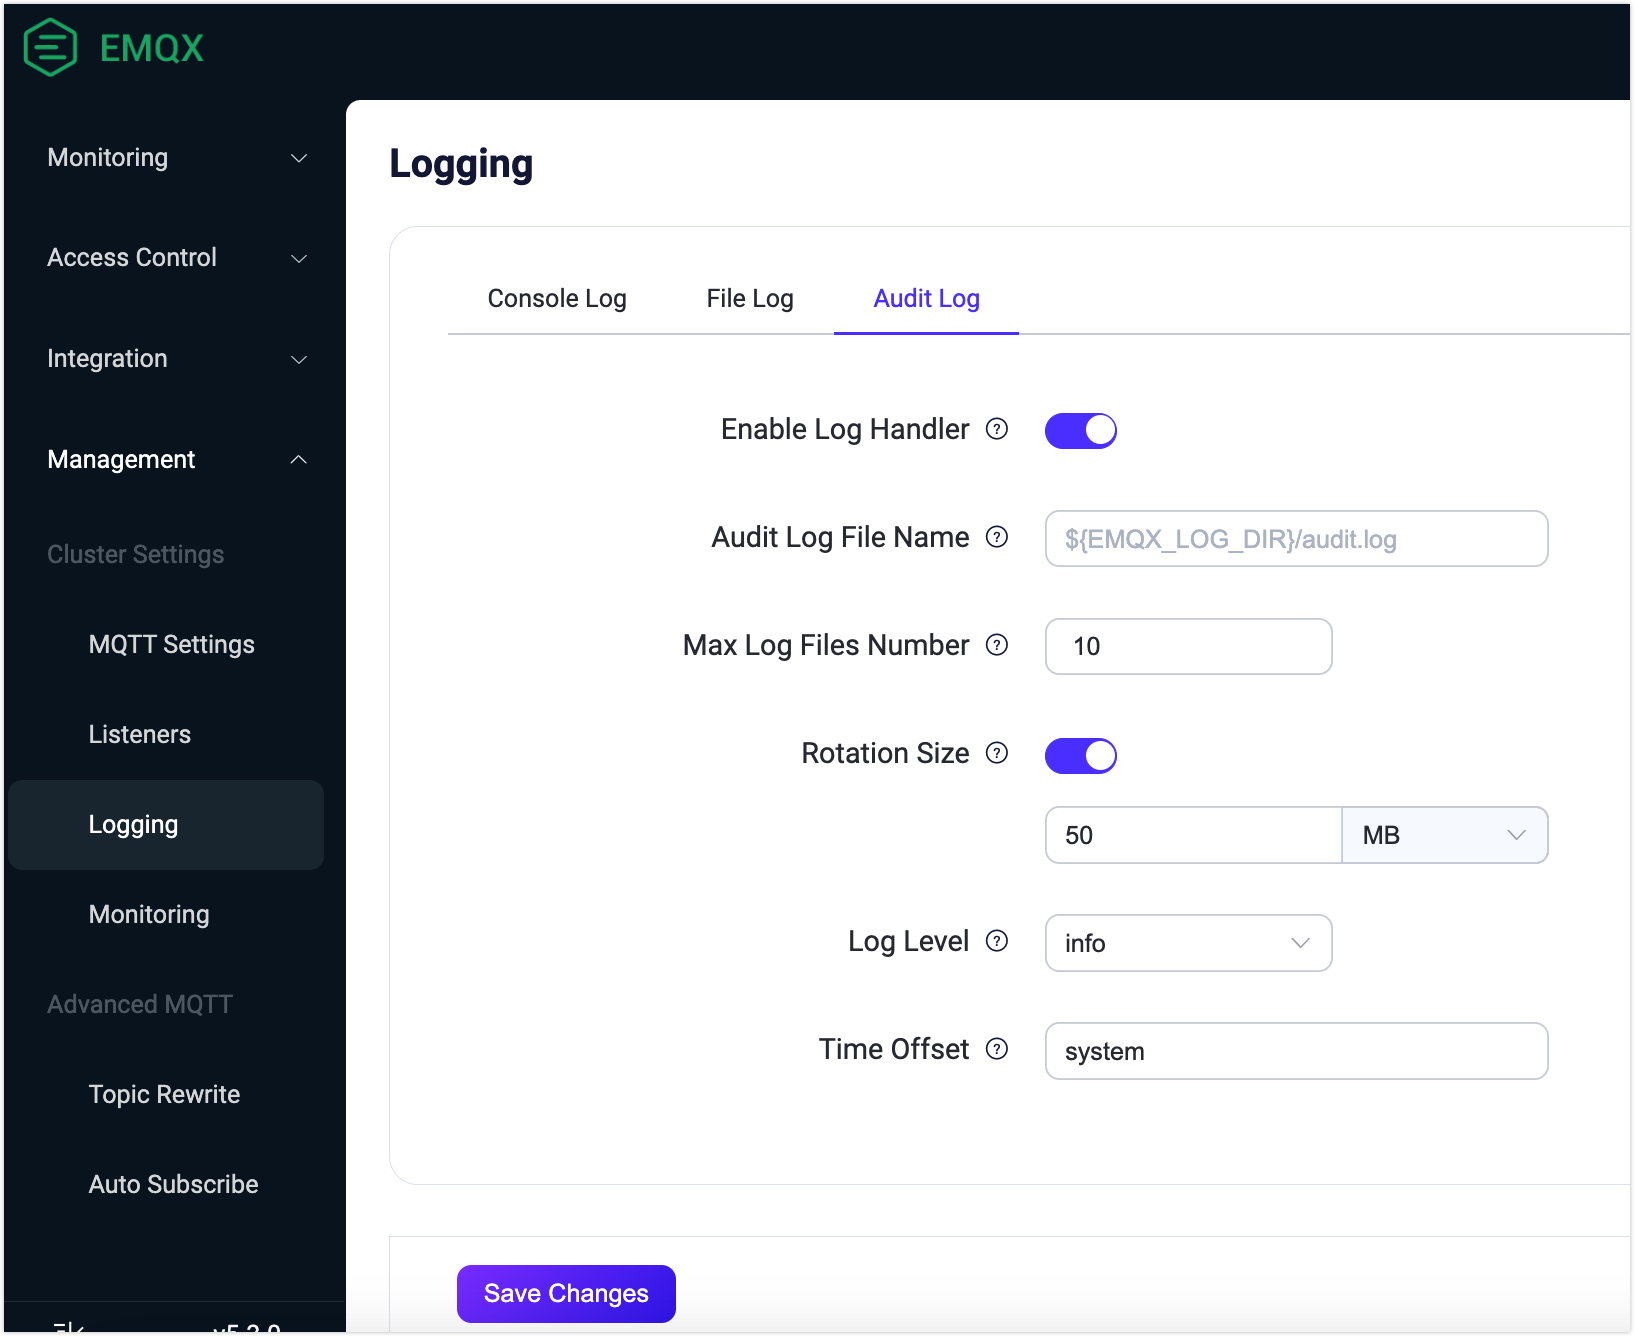 EMQX
Monitoring
Access Control
Integration
Management
Cluster Settings
MQTT Settings
Listeners
Logging
Monitoring
Advanced MQTT
Topic Rewrite
Auto Subscribe
Logging
Console Log File Log Audit Log
Enable Log Handler
Audit Log File Name ${EMQX_LOG_DIR}/audit.log
Max Log Files Number 10
Rotation Size
50 MB
Log Level info
Time Offset system
Save Changes